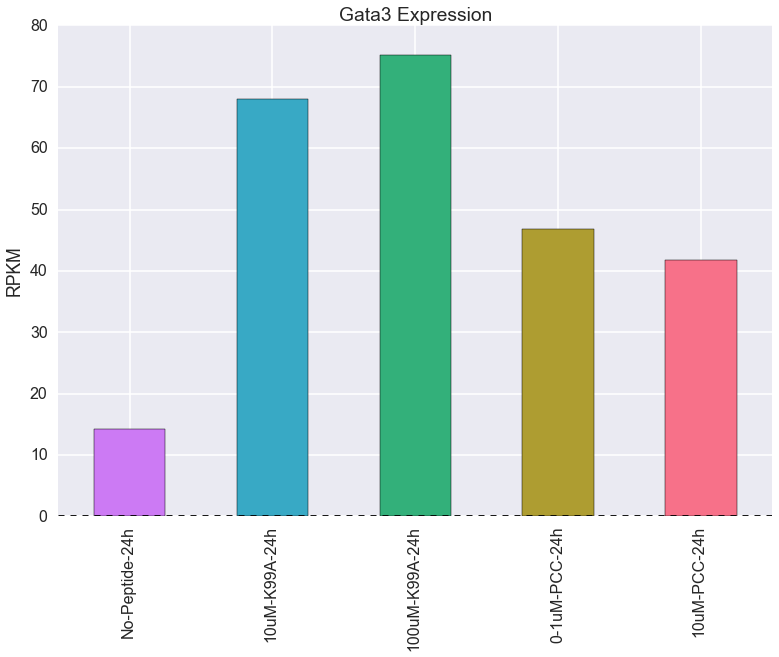 Gata3 Expression
RPKM
80
70
60
50
40
30
20
10
0
No-Peptide-24h
10uM-K99A-24h
100uM-K99A-24h
0-1uM-PCC-24h
10uM-PCC-24h